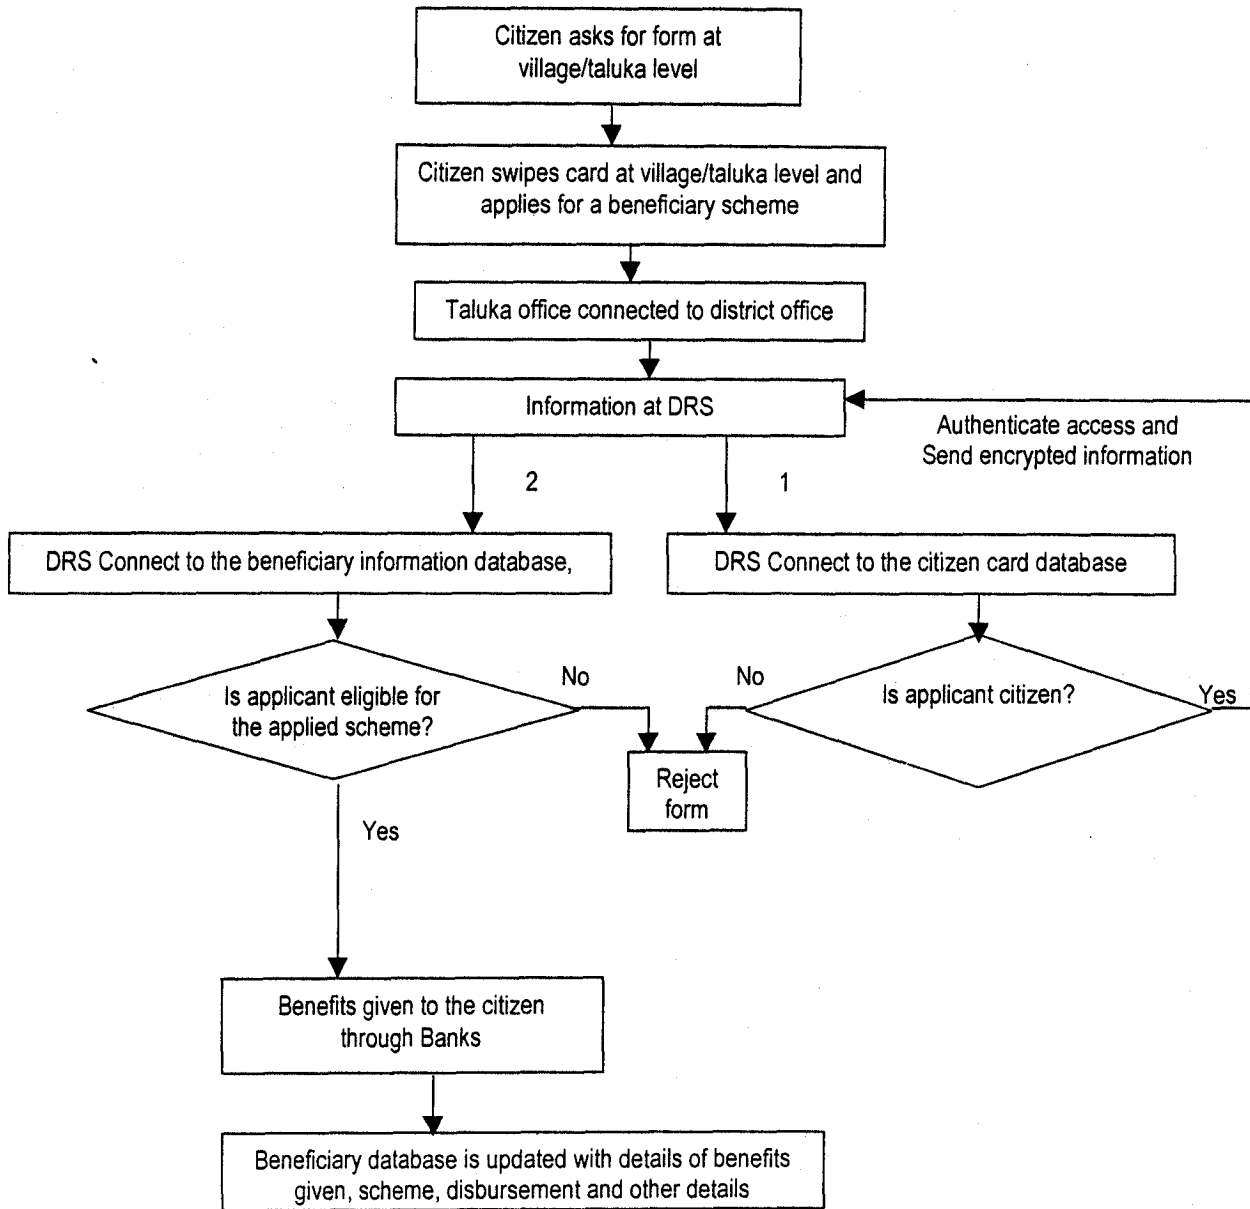 Citizen asks for form at
village/taluka level
Citizen swipes card at village/taluka level and
applies for a beneficiary scheme
Taluka office connected to district office
Information at DRS
Authenticate access and
Send encrypted information
2
1
DRS Connect to the beneficiary information database,
DRS Connect to the citizen card database
Is applicant eligible for
the applied scheme?
No
No
Is applicant citizen?
Yes
Reject
form
Yes
Benefits given to the citizen
through Banks
Beneficiary database is updated with details of benefits
given, scheme, disbursement and other details